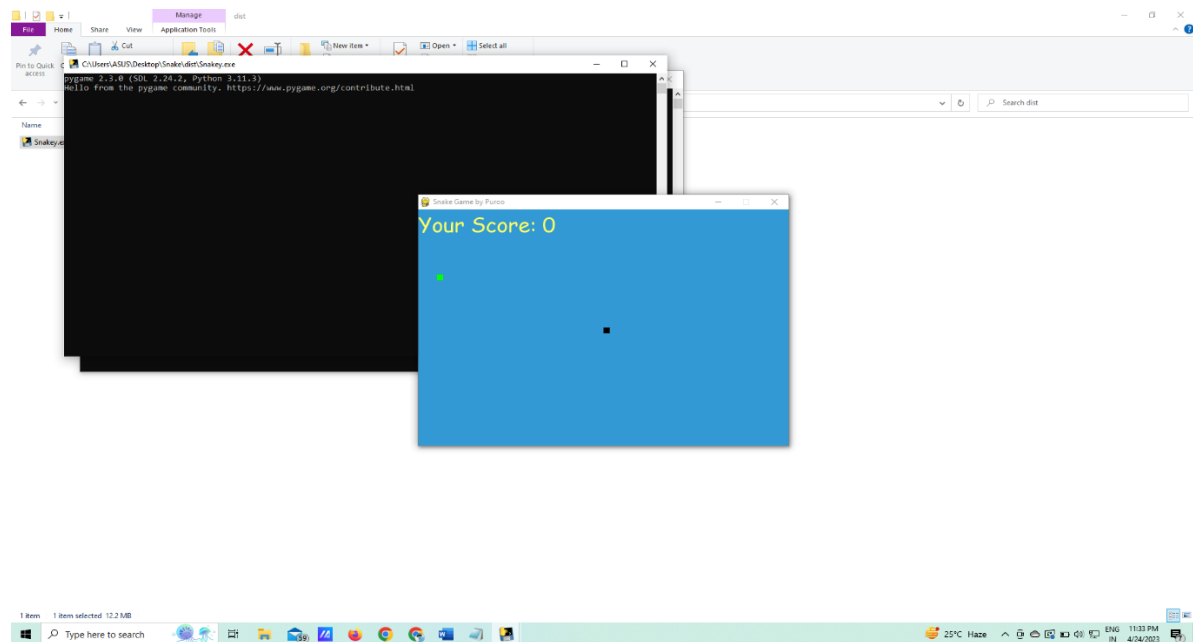 Manage
dist
File
Home
Share
View
Application Tools
Cut
New item
Open
Select all
Pin to Quick
access
C:\Users\ASUS\Desktop\Snake\dist\Snakey.exe
pygame 2.3.0 (SDL 2.24.2, Python 3.11.3)
Hello from the pygame community. https://www.pygame.org/contribute.html
Search dist
Name
Snakey.e
Snake Game by Puroo
Your Score: 0
1 item 1 item selected 12.2 MB
Type here to search
59
25°C Haze
ENG
IN
11:33 PM
4/24/2023